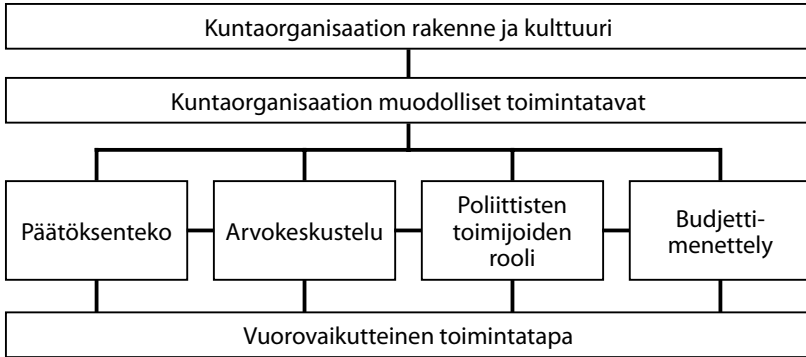 Kuntaorganisaation rakenne ja kulttuuri
Kuntaorganisaation muodolliset toimintatavat
Päätöksenteko
Arvokeskustelu
Poliittisten
toimijoiden
rooli
Budjetti-
menettely
Vuorovaikutteinen toimintatapa